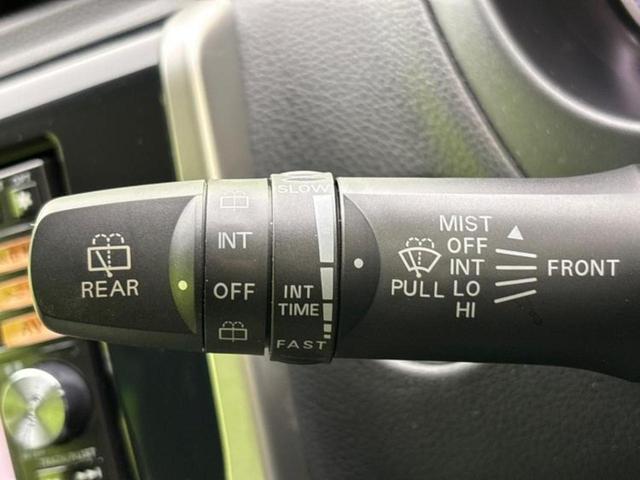 REAR
INT
OFF
SLOW
INT
TIME
FAST
MIST
OFF
INT
PULL LO
HI
FRONT